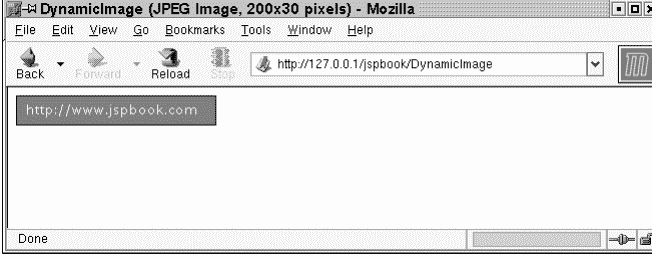 DynamicImage (JPEG Image, 200x30 pixels) - Mozilla
File Edit View Go Bookmarks Tools Window Help
Back Forward Reload Stop http://127.0.0.1/jspbook/DynamicImage
http://www.jspbook.com
Done